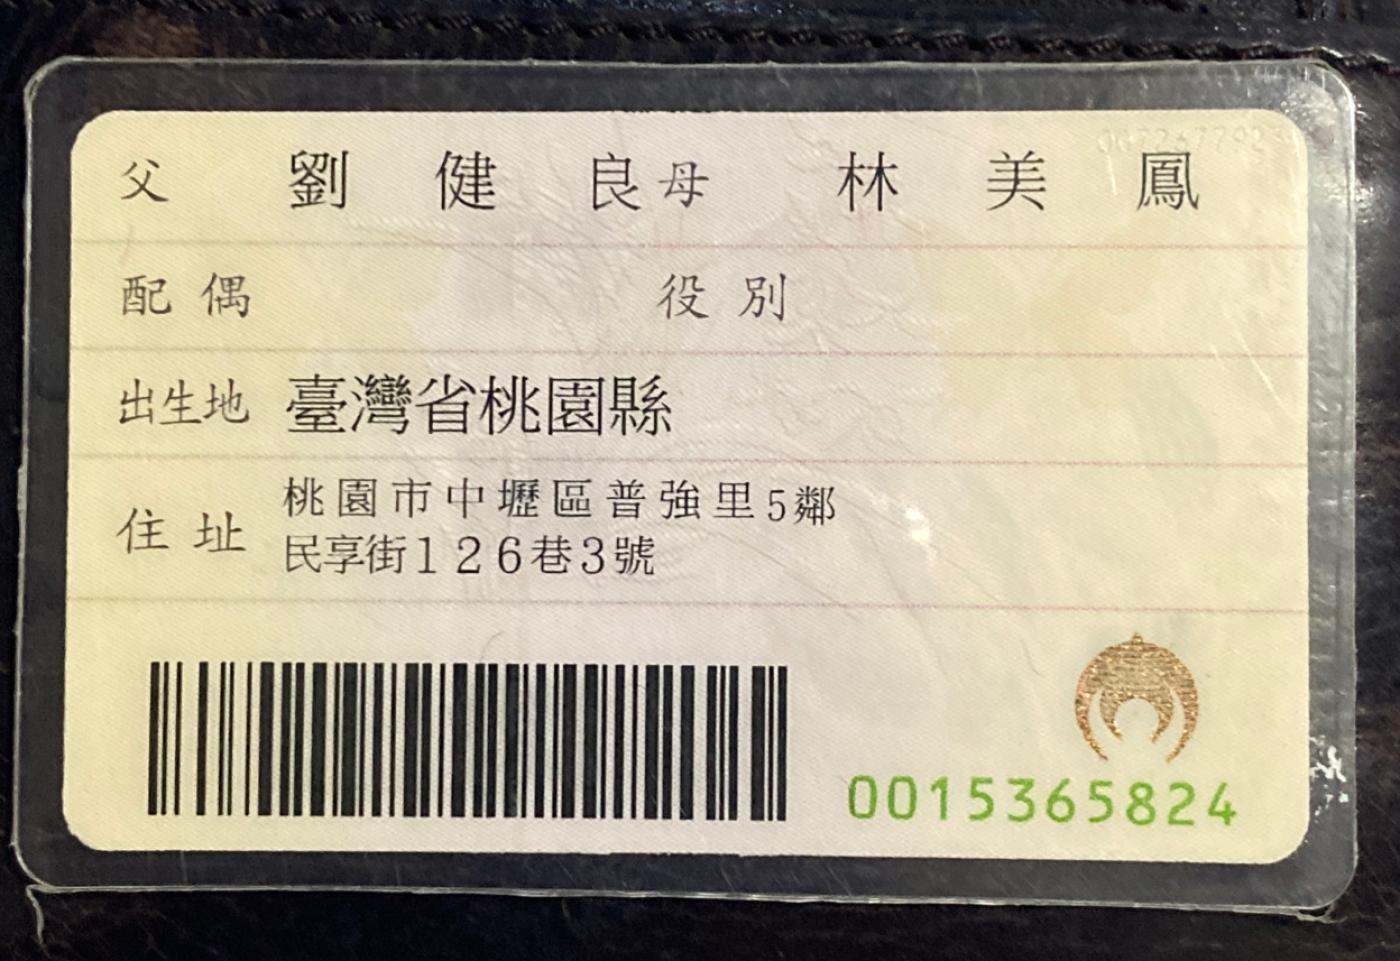 父 劉健良 母 林美鳳
配偶 役別
出生地 臺灣省桃園縣
住址 桃園市中壢區普強里5鄰
民享街126巷3號
0015365824